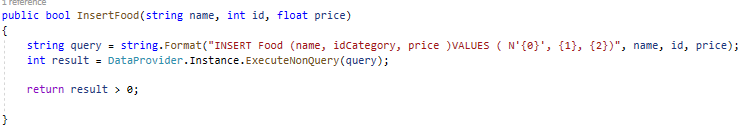 1 reference
public bool InsertFood(string name, int id, float price)
{
string query = string.Format("INSERT Food (name, idCategory, price )VALUES ( N'{0}', {1}, {2})", name, id, price);
int result = DataProvider.Instance.ExecuteNonQuery(query);
return result > 0;
}